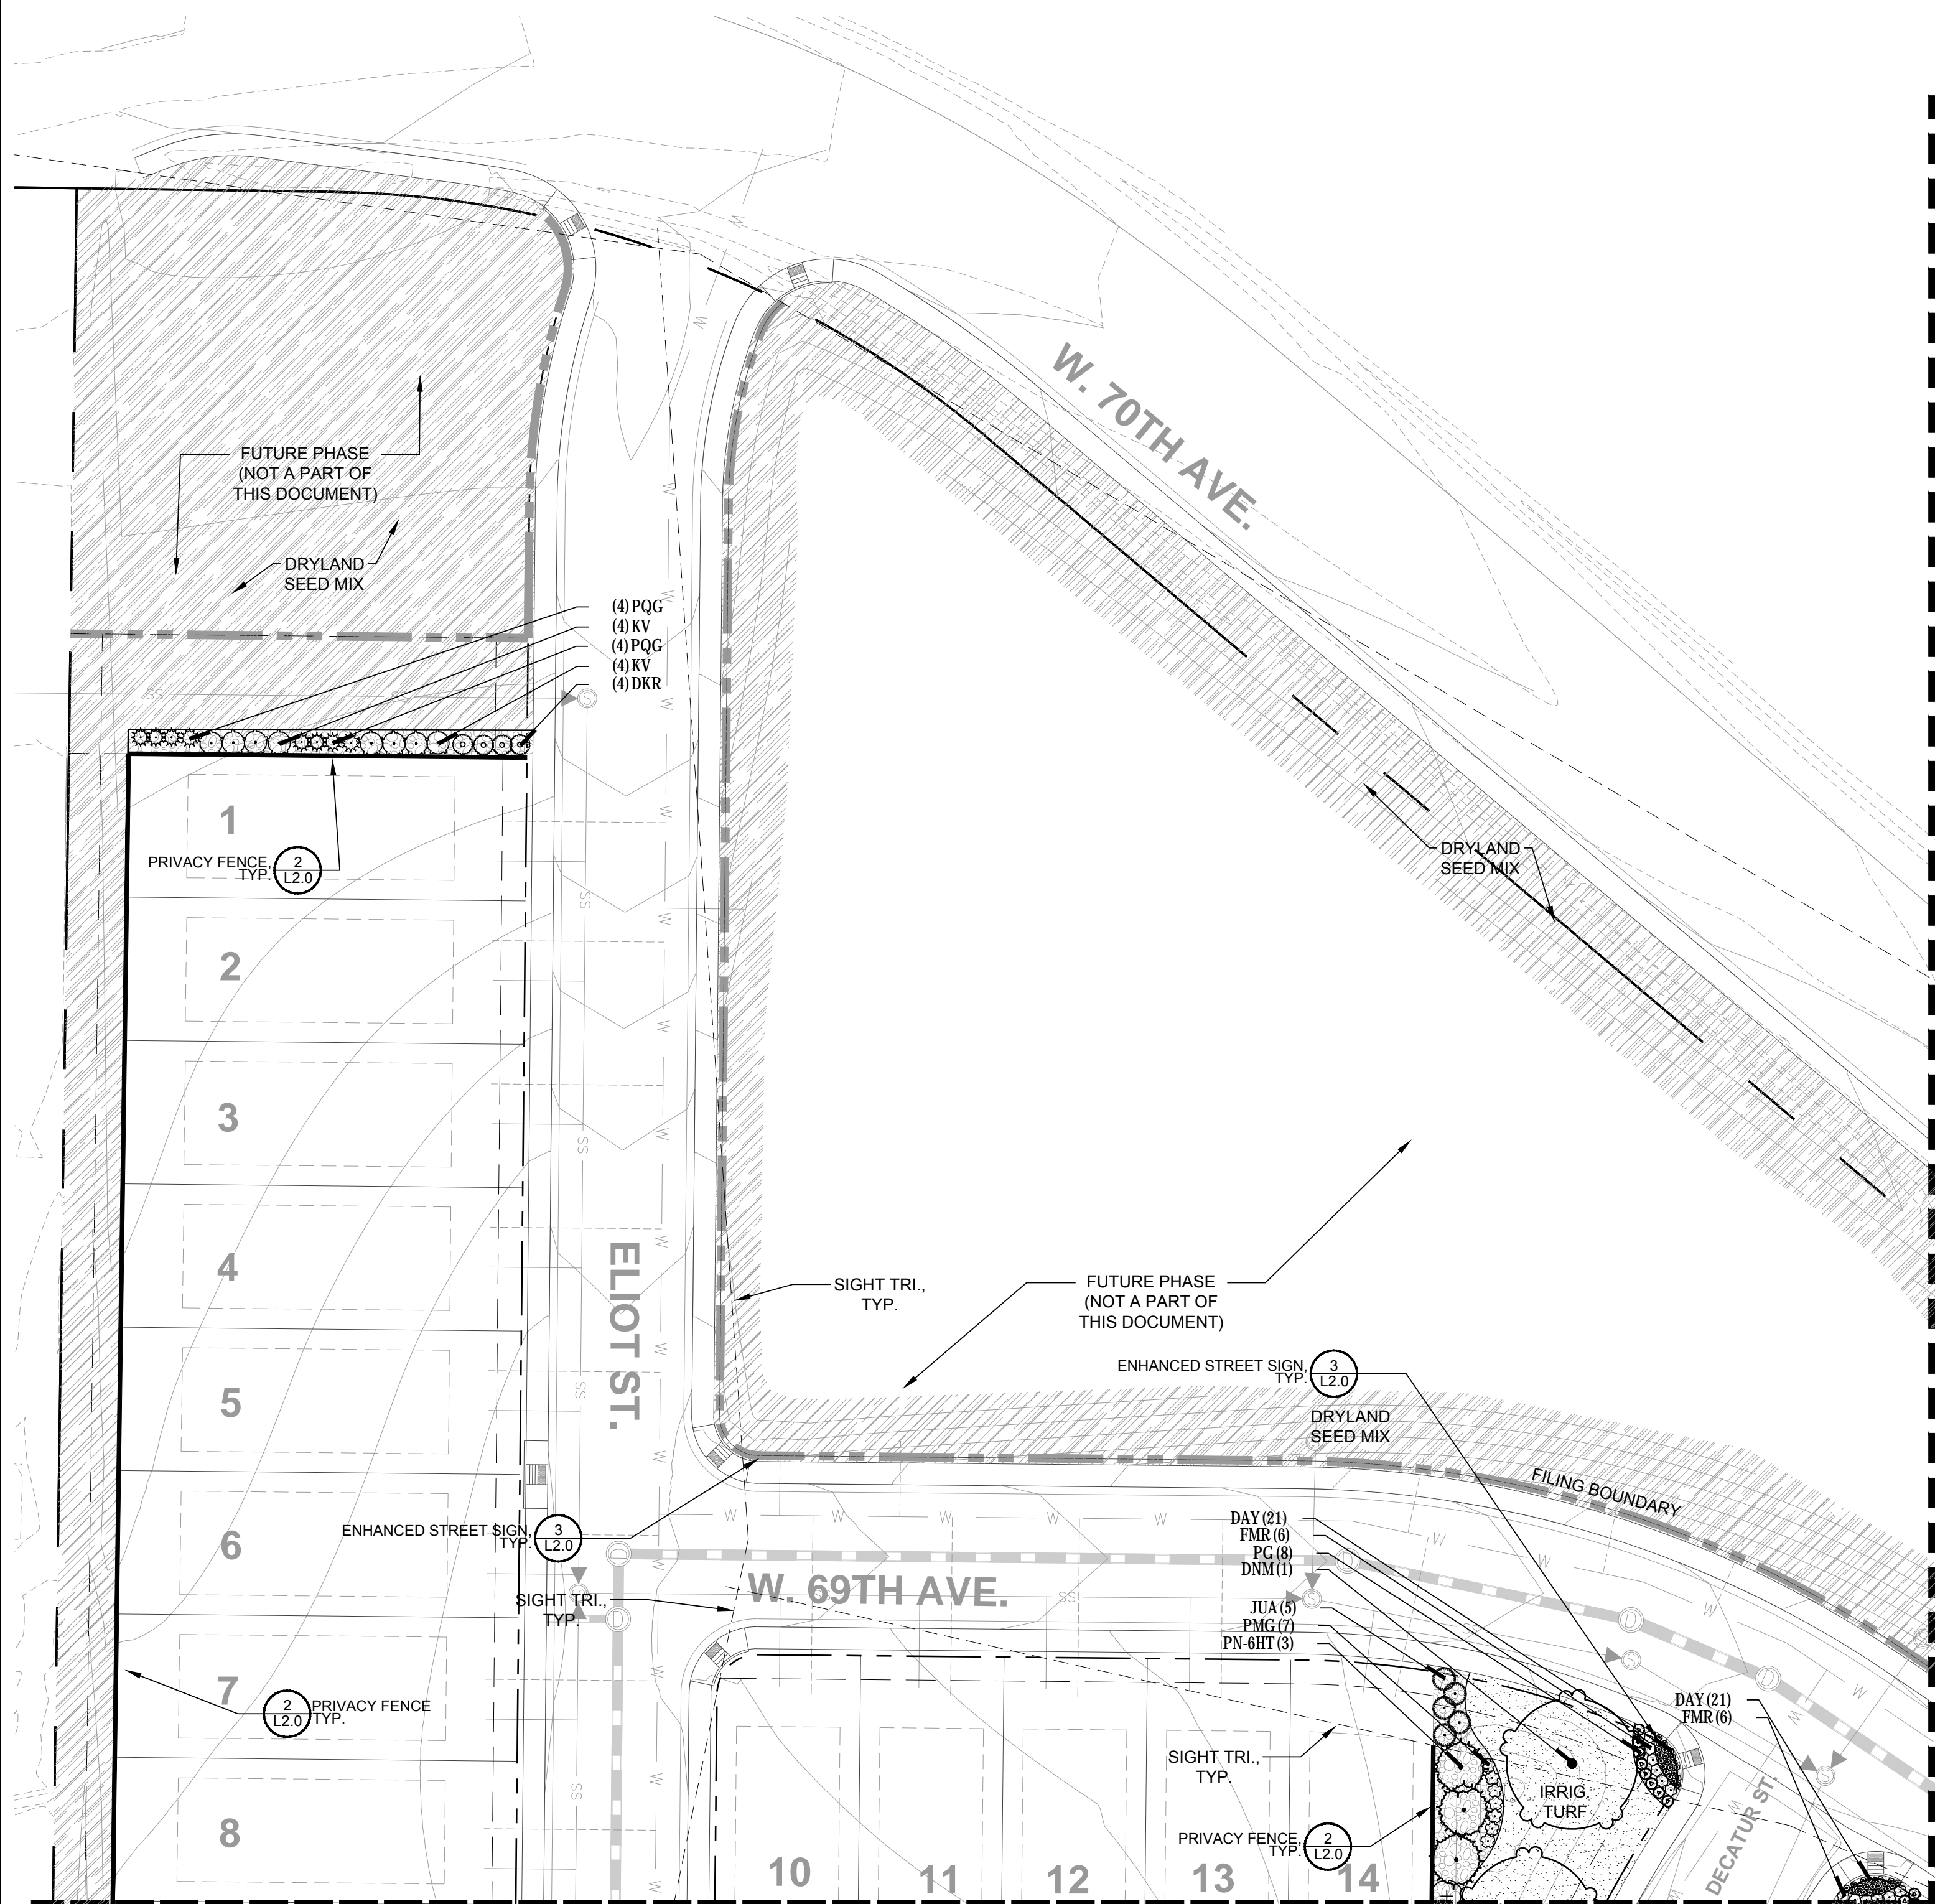 W. 70TH AVE.
FUTURE PHASE
(NOT A PART OF
THIS DOCUMENT)
DRYLAND
SEED MIX
(4) PQG
(4) KV
(4) PQG
(4) KV
(4) DKR
SS
S
W
W
1
PRIVACY FENCE,
TYP.
2
L2.0
DRYLAND
SEED MIX
2
3
4
5
6
7
8
SS
SS
SS
SS
ELIOT ST.
SIGHT TRI.,
TYP.
FUTURE PHASE
(NOT A PART OF
THIS DOCUMENT)
ENHANCED STREET SIGN,
TYP.
3
L2.0
DRYLAND
SEED MIX
FILING BOUNDARY
ENHANCED STREET SIGN,
TYP.
3
L2.0
W W W W W
D
D
W. 69TH AVE.
SS
S
SIGHT TRI.,
TYP.
D
DAY (21)
FMR (6)
PG (8)
DNM (1)
JUA (5)
PMG (7)
PN-6HT (3)
D
S
D
W
DAY (21)
FMR (6)
2
L2.0
PRIVACY FENCE
TYP.
SIGHT TRI.,
TYP.
S
IRRIG.
TURF
DECATUR ST.
PRIVACY FENCE,
TYP.
2
L2.0
10
11
12
13
14